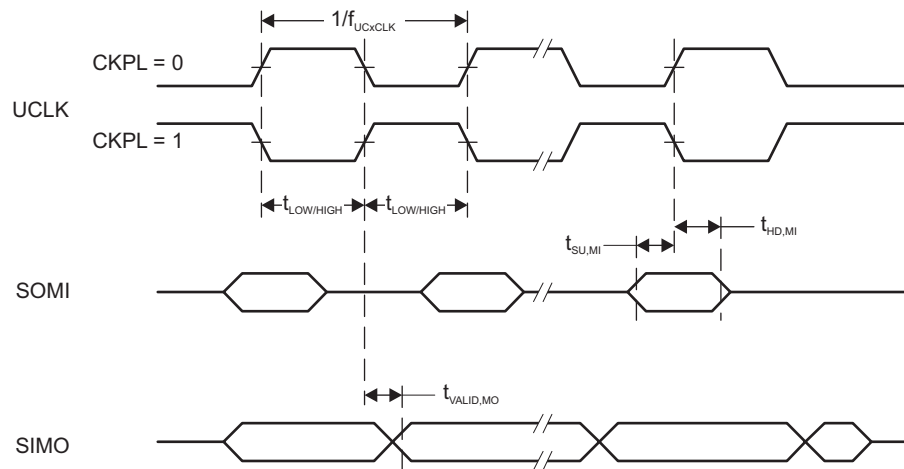 1/fUCxCLK
CKPL = 0
UCLK
CKPL = 1
tLOW/HIGH tLOW/HIGH
tSU,MI
tHD,MI
SOMI
tVALID,MO
SIMO